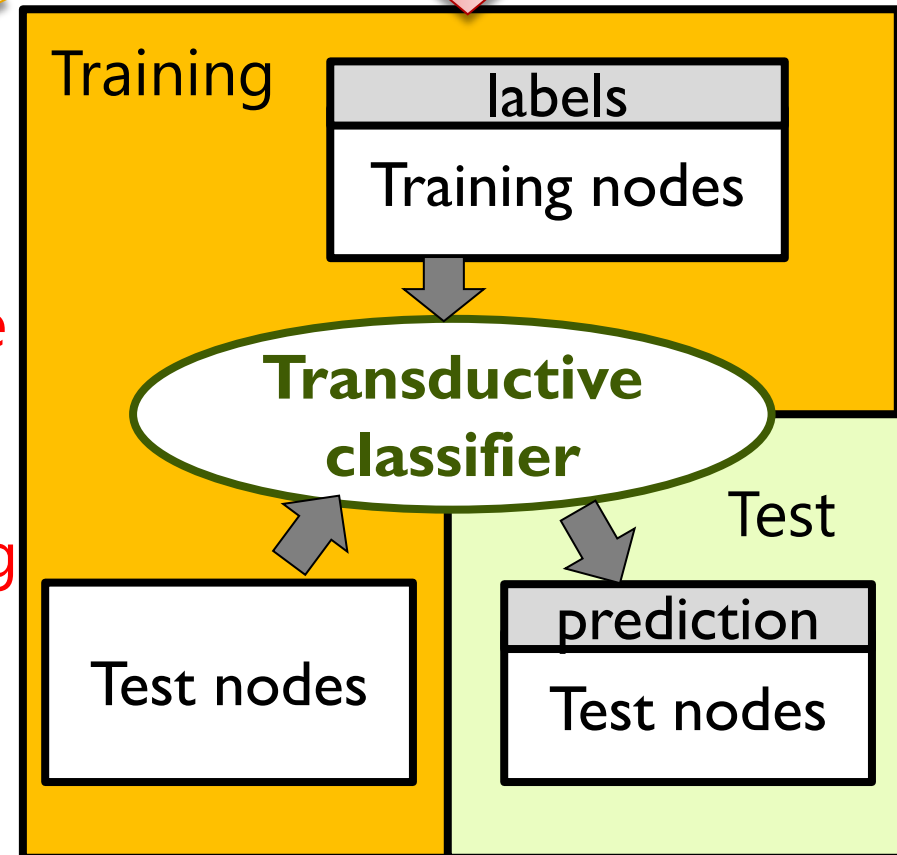 Training
labels
Training nodes
e
Transductive
classifier
Test
g
prediction
Test nodes
Test nodes